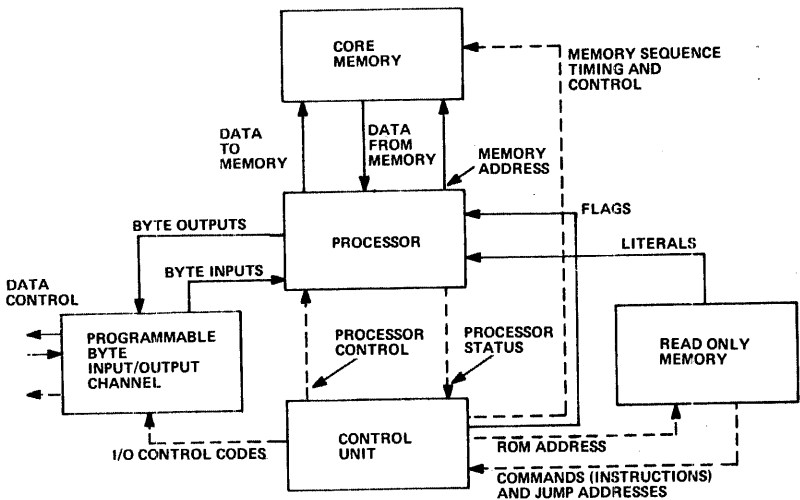 CORE
MEMORY
MEMORY SEQUENCE
TIMING AND
CONTROL
DATA
TO
MEMORY
DATA
FROM
MEMORY
MEMORY
ADDRESS
FLAGS
BYTE OUTPUTS
PROCESSOR
LITERALS
BYTE INPUTS
DATA
CONTROL
PROGRAMMABLE
BYTE
INPUT/OUTPUT
CHANNEL
PROCESSOR
CONTROL
PROCESSOR
STATUS
READ ONLY
MEMORY
I/O CONTROL CODES
CONTROL
UNIT
ROM ADDRESS
COMMANDS (INSTRUCTIONS)
AND JUMP ADDRESSES